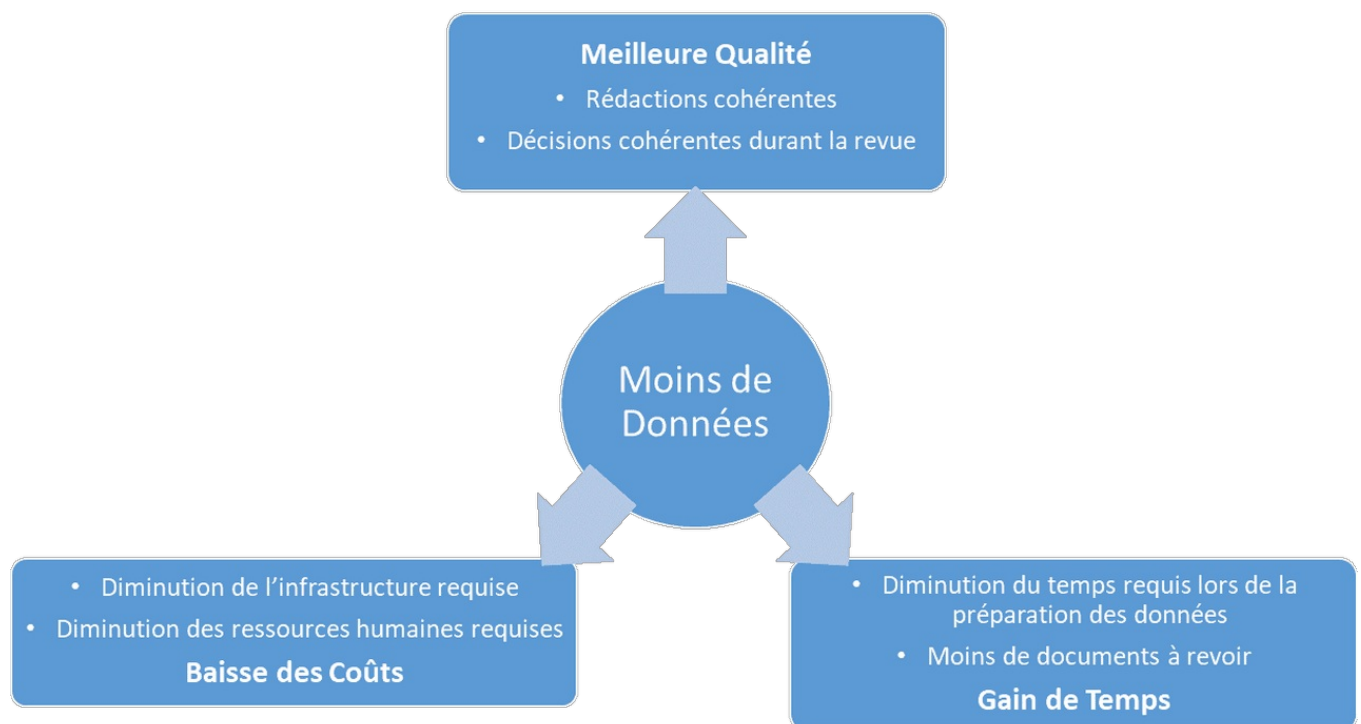 Meilleure Qualité
• Rédactions cohérentes
• Décisions cohérentes durant la revue
Moins de
Données
• Diminution de l’infrastructure requise
• Diminution des ressources humaines requises
Baisse des Coûts
• Diminution du temps requis lors de la
préparation des données
• Moins de documents à revoir
Gain de Temps